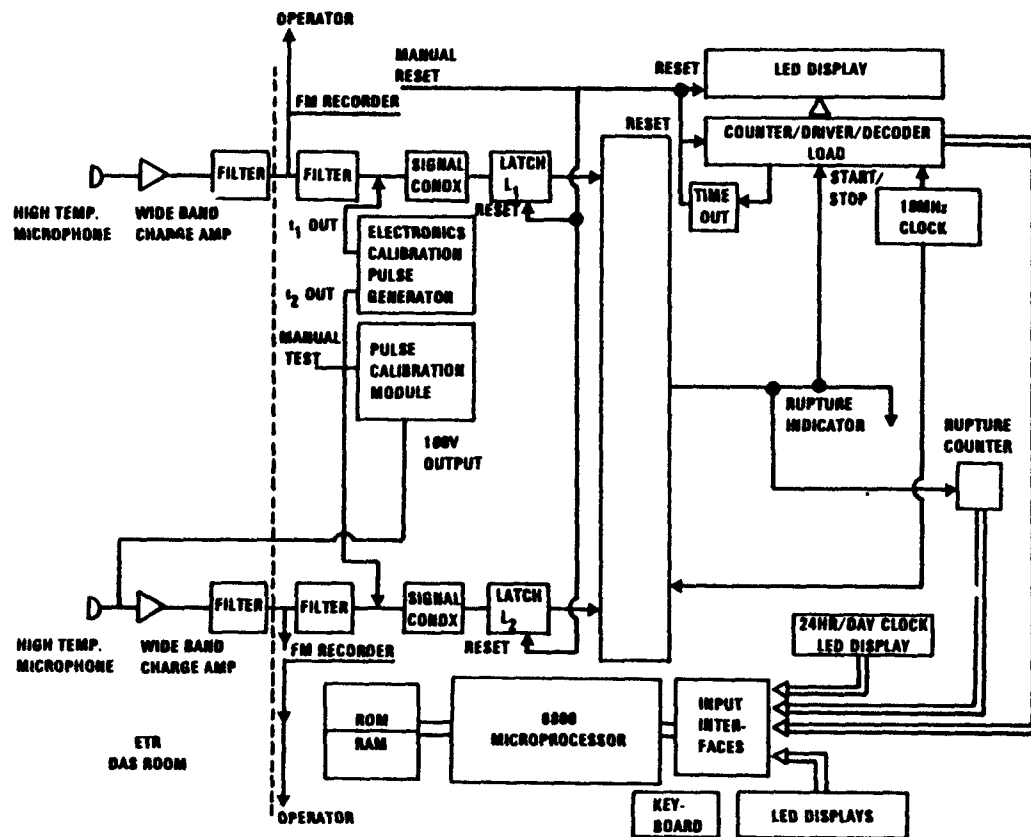 OPERATOR
MANUAL
RESET
FM RECORDER
RESET
LED DISPLAY
RESET
COUNTER/DRIVER/DECODER
LOAD
START/
STOP
TIME
OUT
10MHz
CLOCK
FILTER
FILTER
SIGNAL
CONDX
LATCH
L1
RESET
HIGH TEMP.
MICROPHONE
WIDE BAND
CHARGE AMP
t1 OUT
ELECTRONICS
CALIBRATION
PULSE
GENERATOR
t2 OUT
MANUAL
TEST
PULSE
CALIBRATION
MODULE
100V
OUTPUT
RUPTURE
INDICATOR
RUPTURE
COUNTER
FILTER
FILTER
SIGNAL
CONDX
LATCH
L2
RESET
HIGH TEMP.
MICROPHONE
WIDE BAND
CHARGE AMP
FM RECORDER
24HR/DAY CLOCK
LED DISPLAY
ROM
RAM
6800
MICROPROCESSOR
INPUT
INTER-
FACES
ETR
DAS ROOM
OPERATOR
KEY-
BOARD
LED DISPLAYS